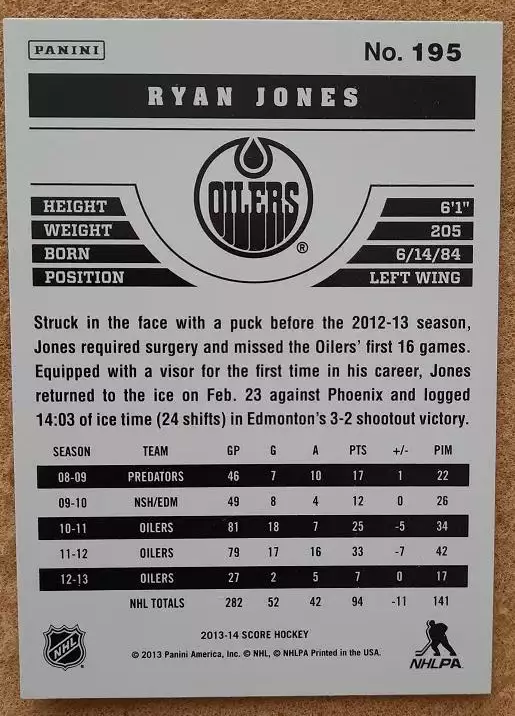 PANINI No. 195
RYAN JONES
OILERS ®
HEIGHT 6'1"
WEIGHT 205
BORN 6/14/84
POSITION LEFT WING
Struck in the face with a puck before the 2012-13 season,
Jones required surgery and missed the Oilers' first 16 games.
Equipped with a visor for the first time in his career, Jones
returned to the ice on Feb. 23 against Phoenix and logged
14:03 of ice time (24 shifts) in Edmonton's 3-2 shootout victory.
SEASON TEAM GP G A PTS +/- PIM
08-09 PREDATORS 46 7 10 17 1 22
09-10 NSH/EDM 49 8 4 12 0 26
10-11 OILERS 81 18 7 25 -5 34
11-12 OILERS 79 17 16 33 -7 42
12-13 OILERS 27 2 5 7 0 17
NHL TOTALS 282 52 42 94 -11 141
2013-14 SCORE HOCKEY
© 2013 Panini America, Inc. © NHL, © NHLPA Printed in the USA.
NHL
NHLPA